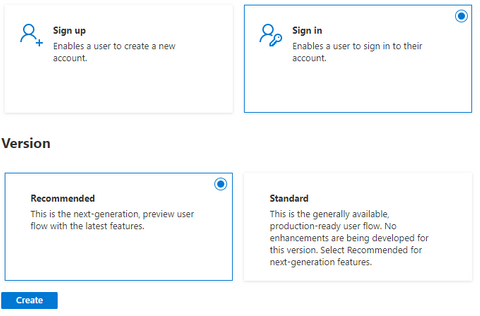 Sign up
Enables a user to create a new
account.
Sign in
Enables a user to sign in to their
account.
Version
Recommended
This is the next-generation, preview user
flow with the latest features.
Standard
This is the generally available,
production-ready user flow. No
enhancements are being developed for
this version. Select Recommended for
next-generation features.
Create